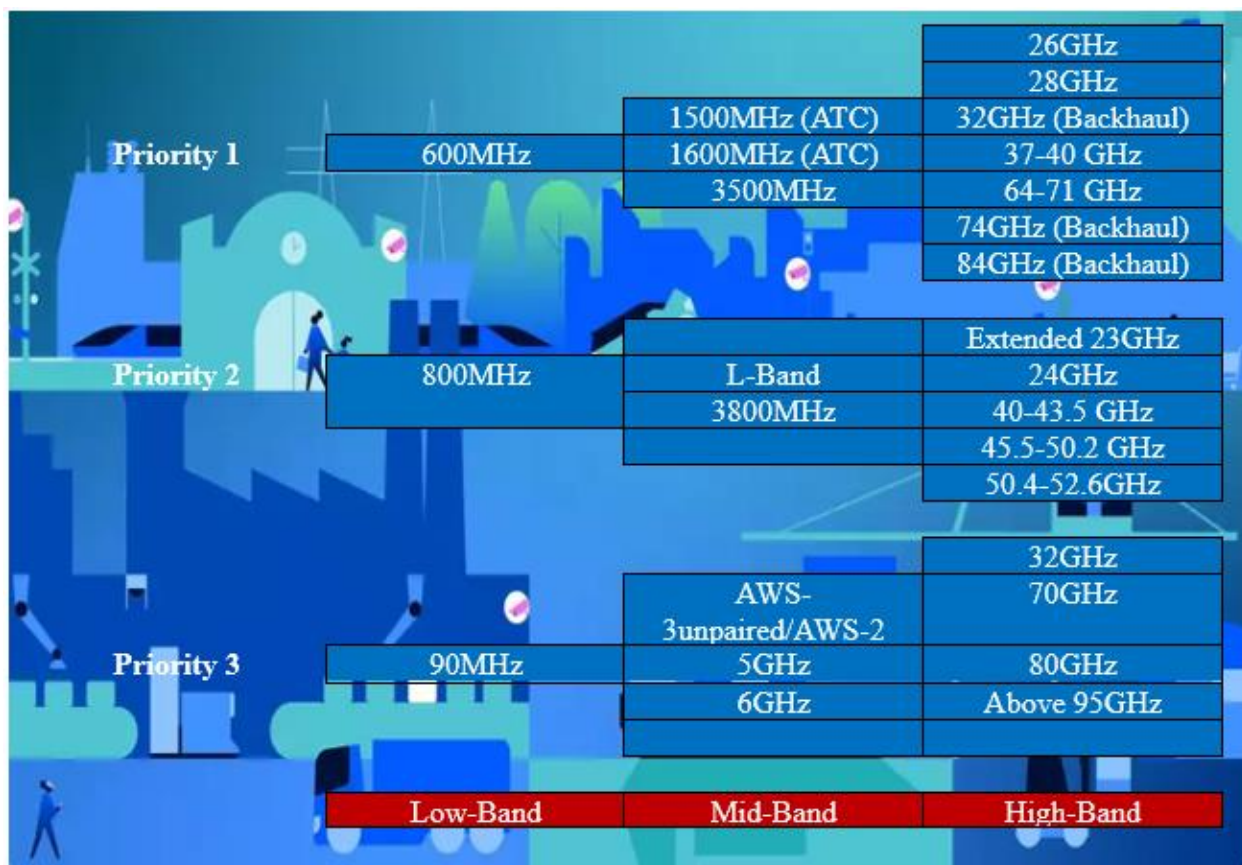 26GHz
28GHz
1500MHz (ATC) 32GHz (Backhaul)
Priority 1 600MHz 1600MHz (ATC) 37-40 GHz
3500MHz 64-71 GHz
74GHz (Backhaul)
84GHz (Backhaul)
Extended 23GHz
Priority 2 800MHz L-Band 24GHz
3800MHz 40-43.5 GHz
45.5-50.2 GHz
50.4-52.6GHz
32GHz
AWS- 70GHz
3unpaired/AWS-2
Priority 3 90MHz 5GHz 80GHz
6GHz Above 95GHz
Low-Band Mid-Band High-Band